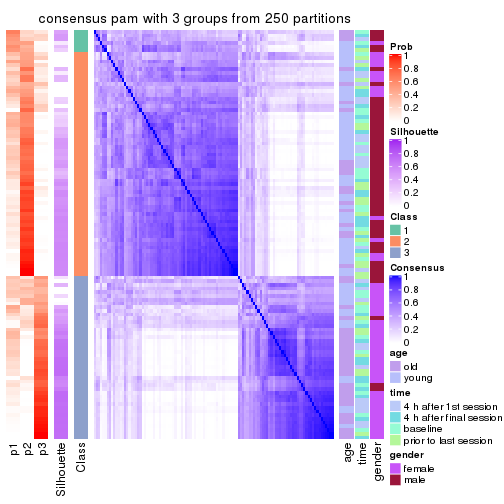 consensus pam with 3 groups from 250 partitions
Prob
1
0.8
0.6
0.4
0.2
0
Silhouette
1
0.8
0.6
0.4
0.2
0
Class
1
2
3
Consensus
1
0.8
0.6
0.4
0.2
0
age
old
young
time
4 h after 1st session
4 h after final session
baseline
prior to last session
gender
female
male
p1
p2
p3
Silhouette
Class
age
time
gender